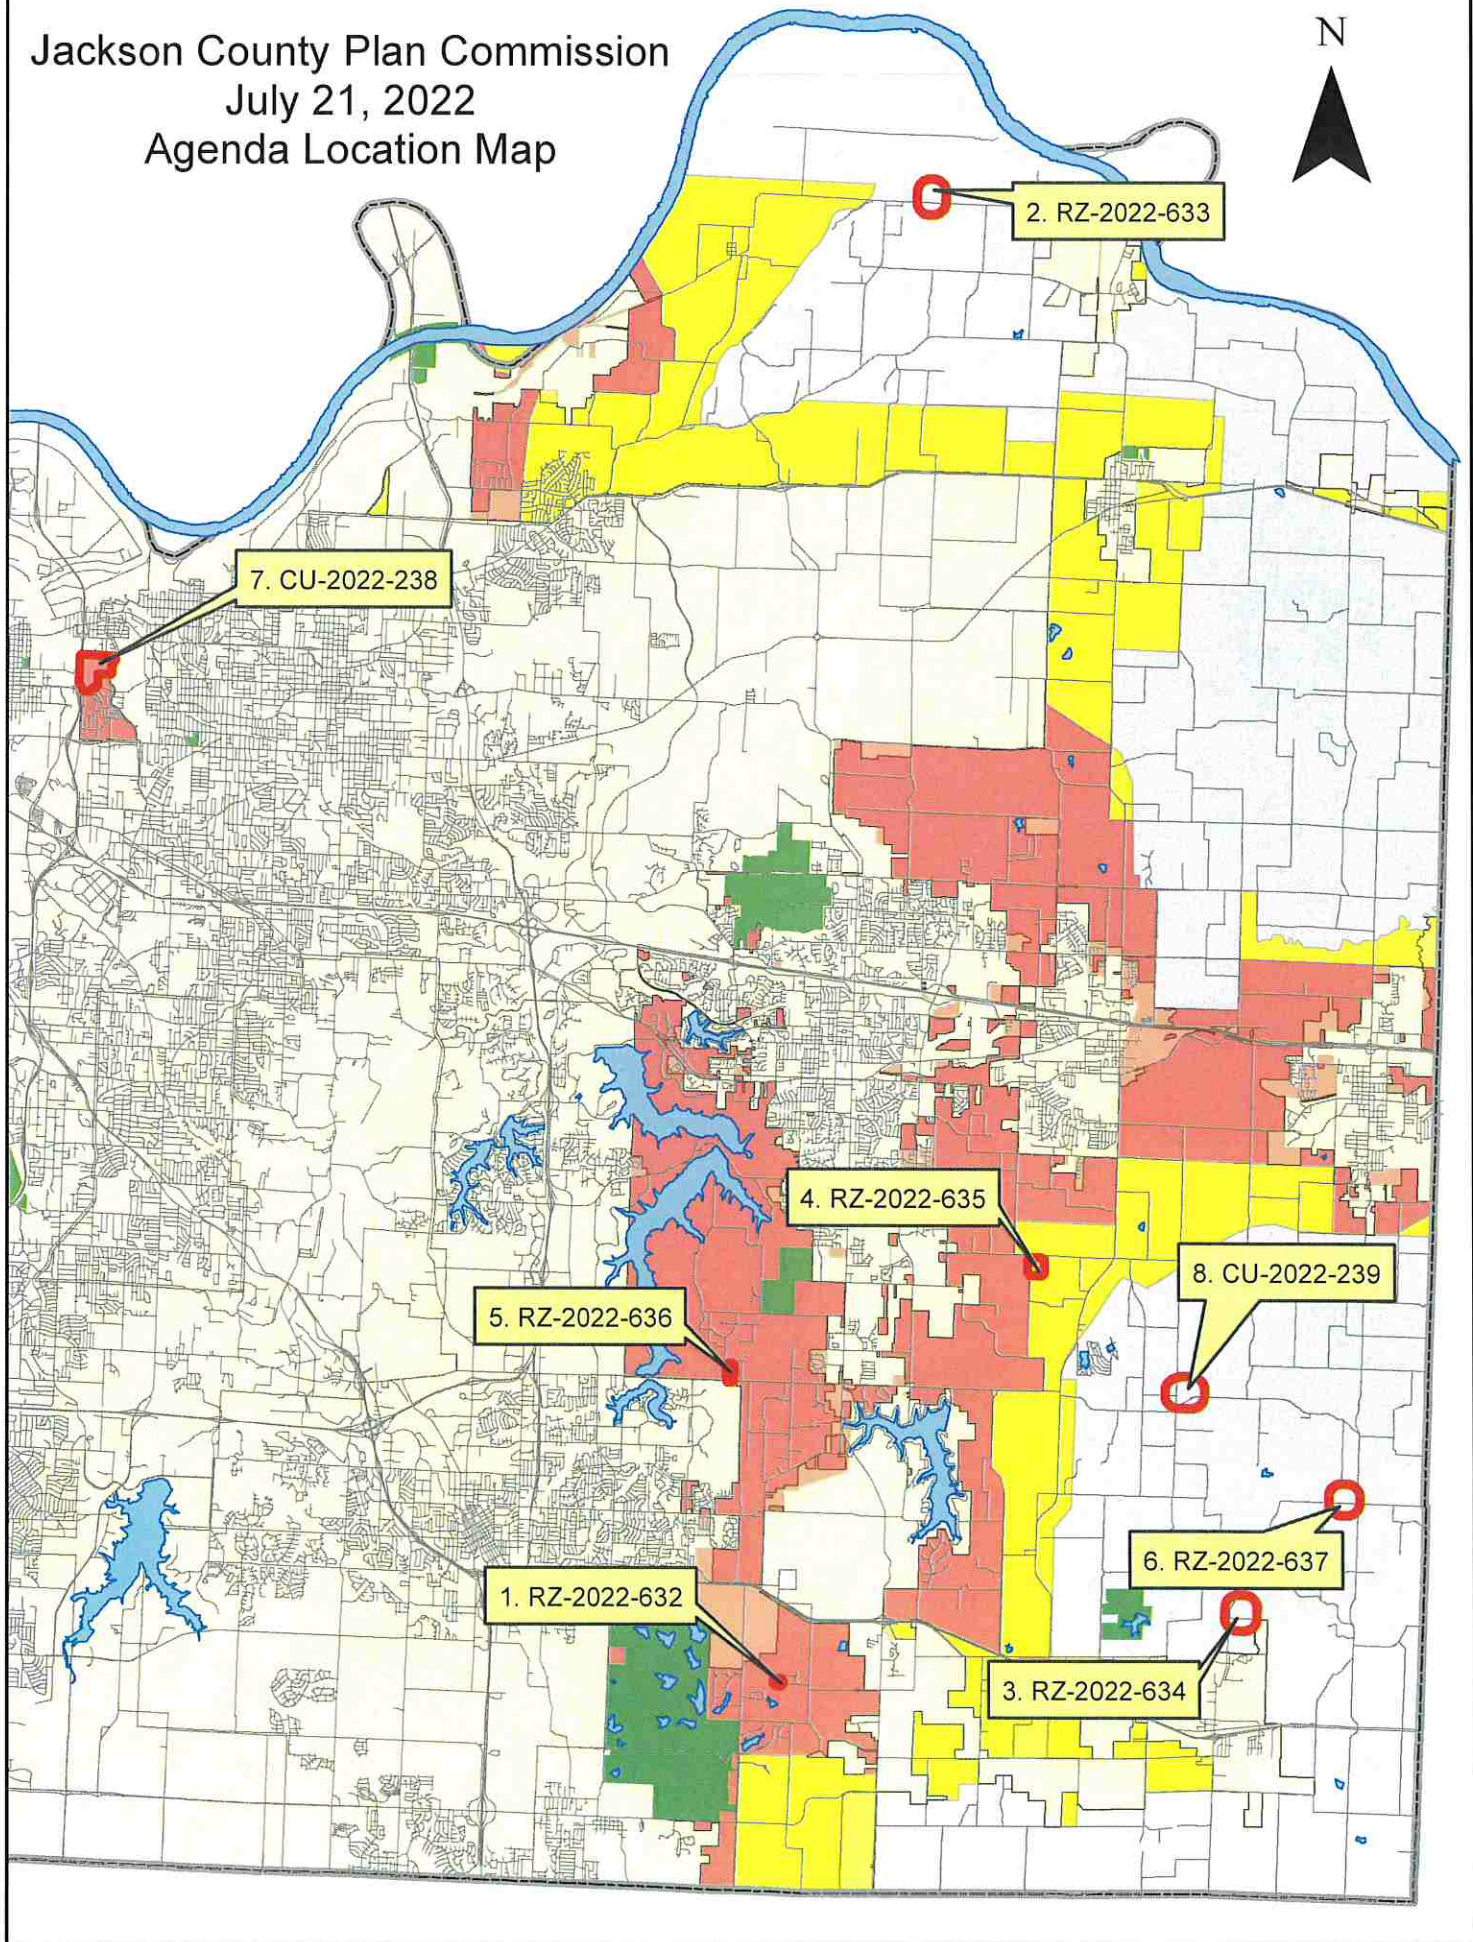 Jackson County Plan Commission
July 21, 2022
Agenda Location Map
N
2. RZ-2022-633
7. CU-2022-238
4. RZ-2022-635
8. CU-2022-239
5. RZ-2022-636
6. RZ-2022-637
1. RZ-2022-632
3. RZ-2022-634